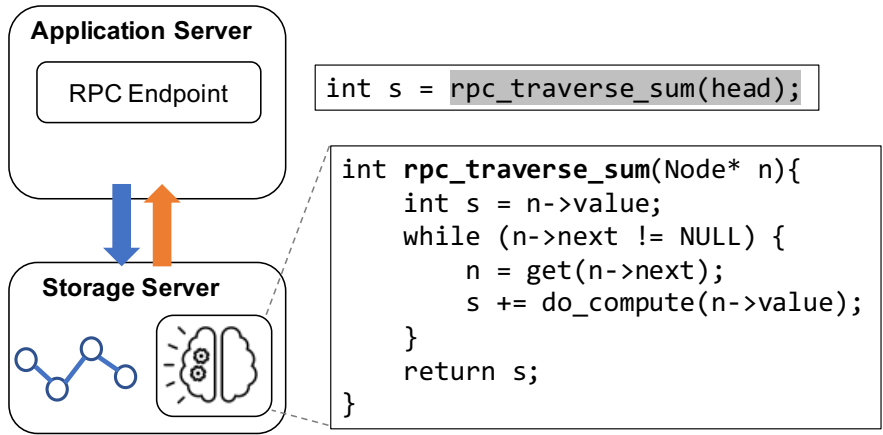 Application Server
RPC Endpoint
int s = rpc_traverse_sum(head);
int rpc_traverse_sum(Node* n){
    int s = n->value;
    while (n->next != NULL) {
        n = get(n->next);
        s += do_compute(n->value);
    }
    return s;
}
Storage Server